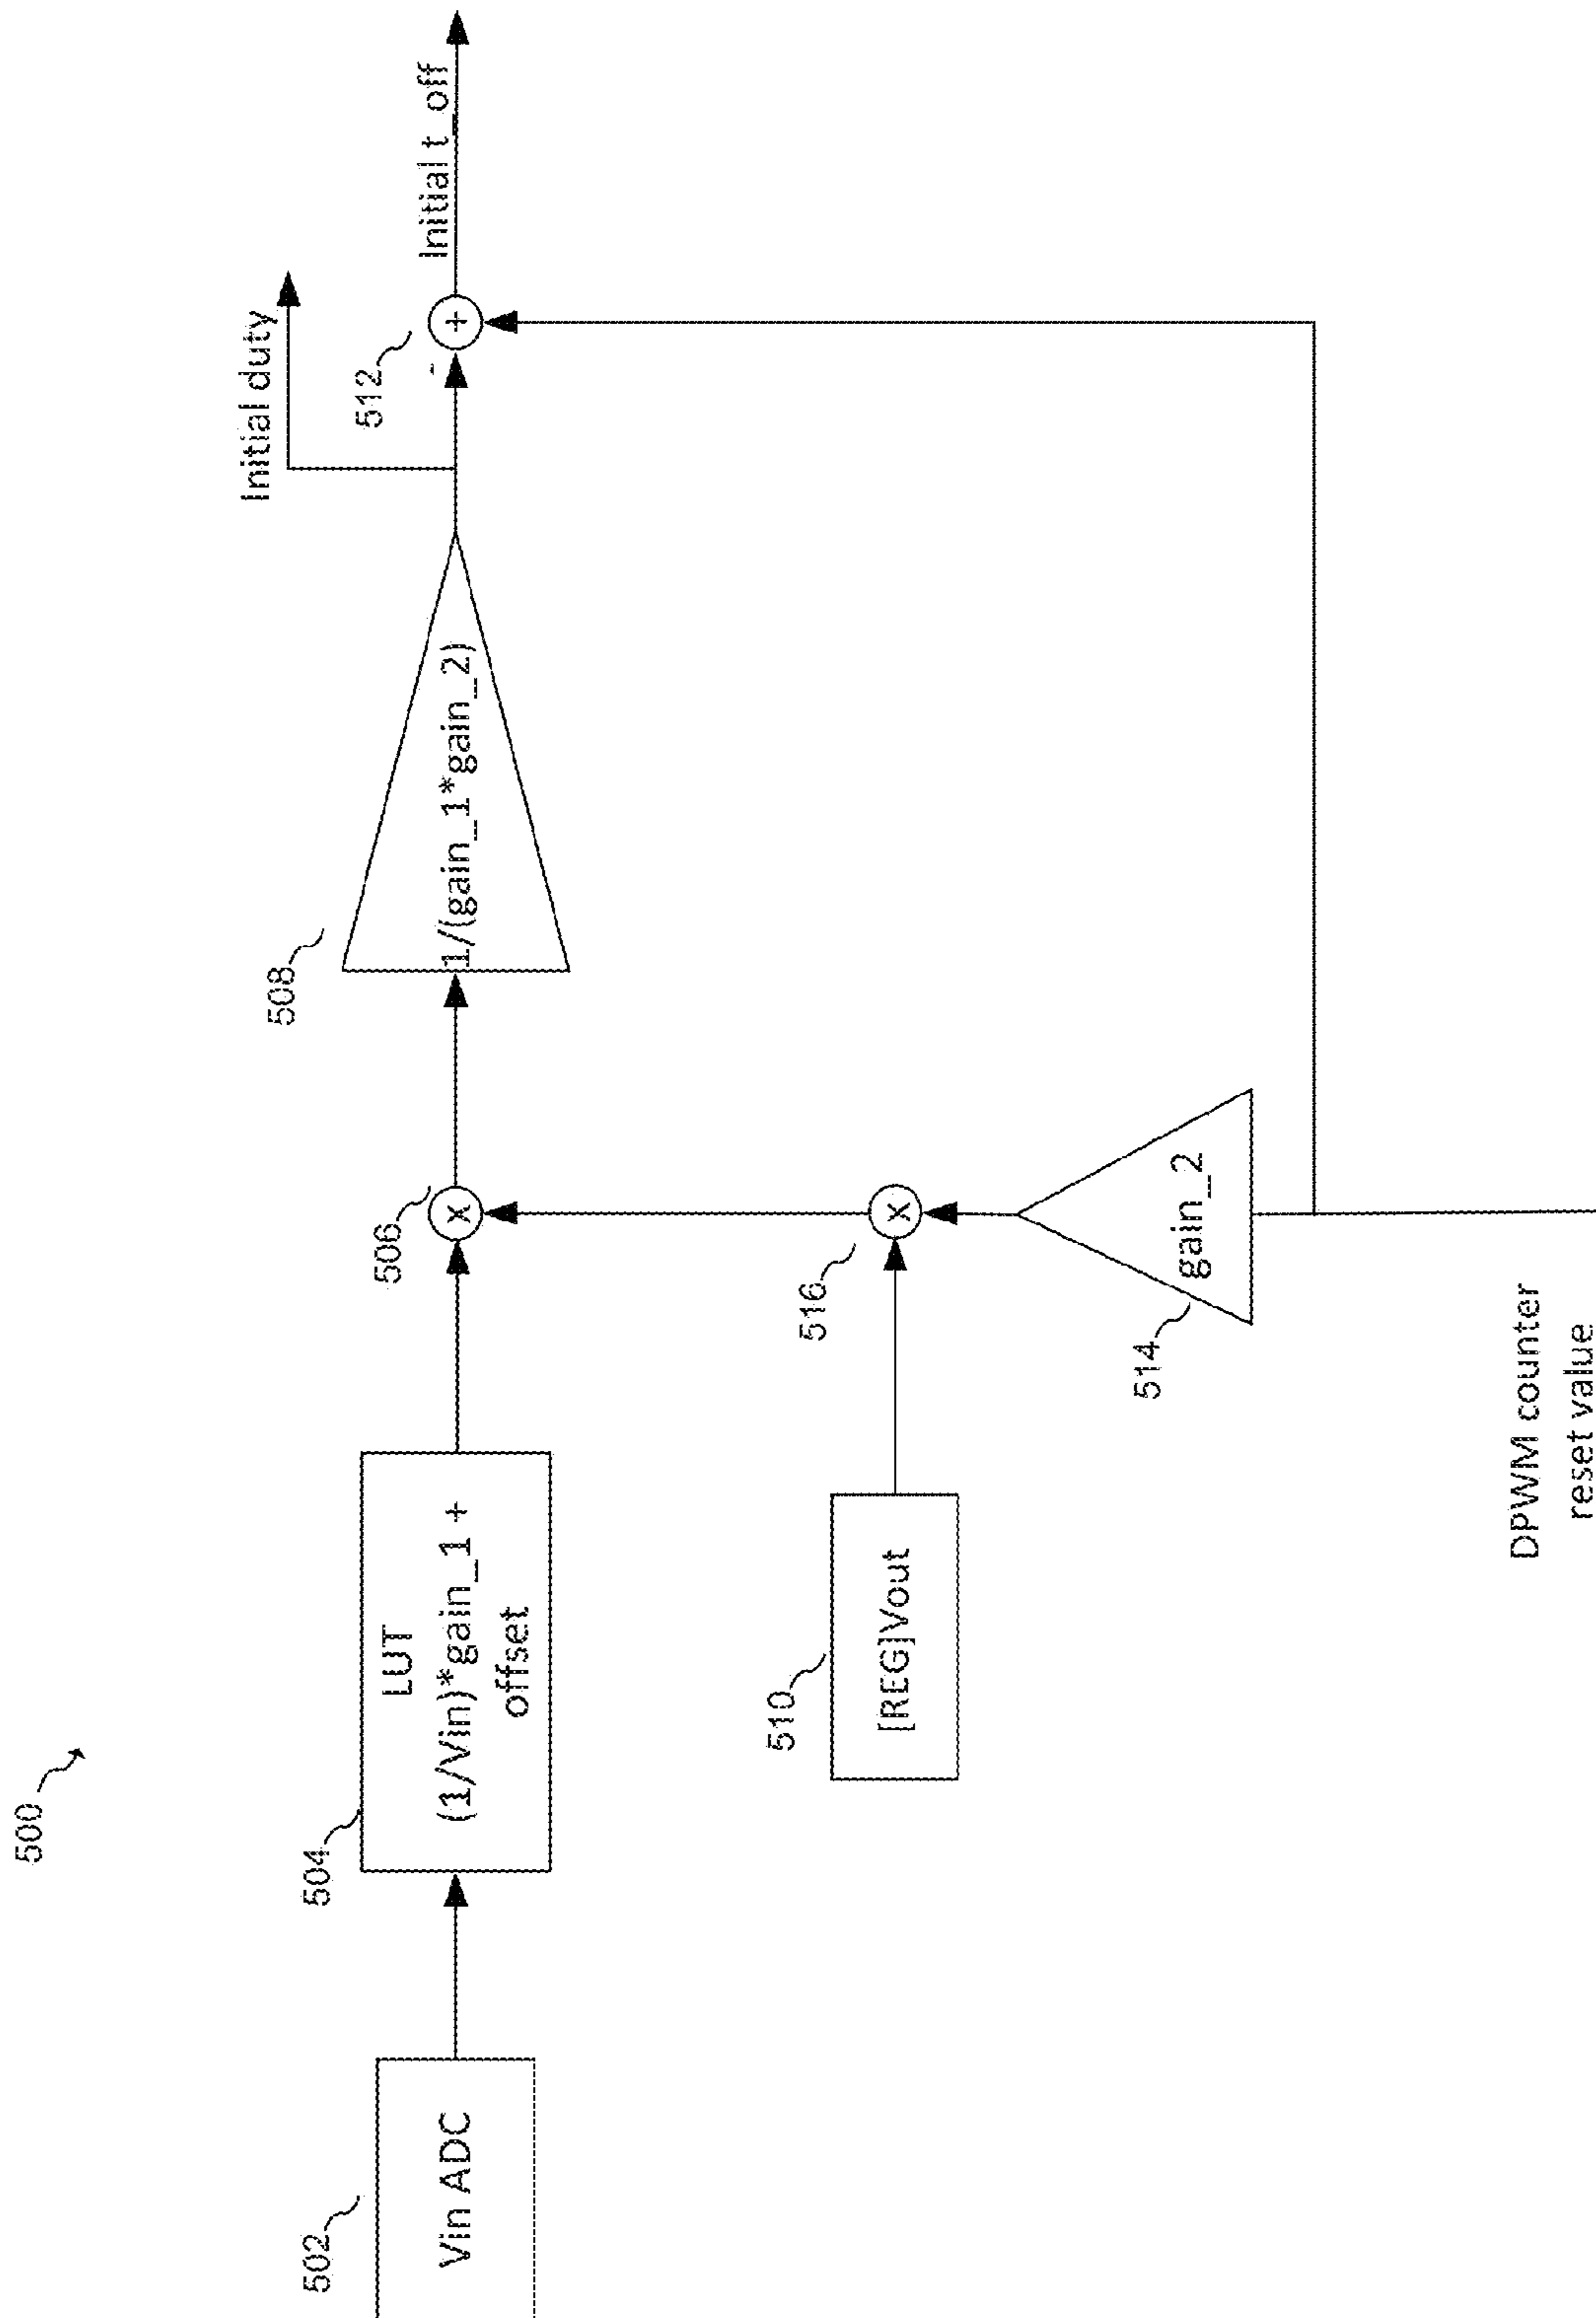 500
502
Vin ADC
504
LUT
(1/Vin)*gain_1 +
offset
506
x
508
1/(gain_1*gain_2)
Initial duty
512
-
+
Initial t_off
510
[REG]Vout
516
x
514
gain_2
DPWM counter
reset value